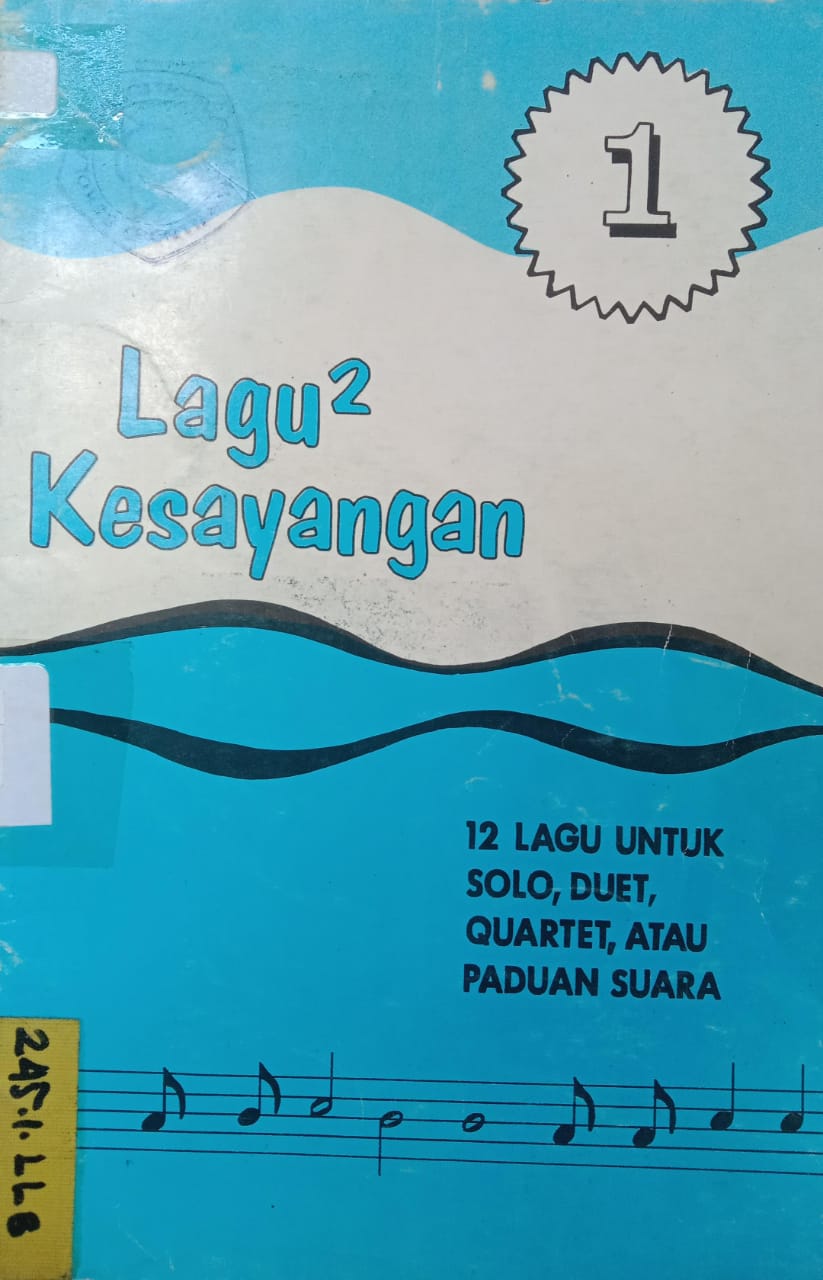 1
Lagu²
Kesayangan
12 LAGU UNTUK
SOLO, DUET,
QUARTET, ATAU
PADUAN SUARA
245.1.LLB